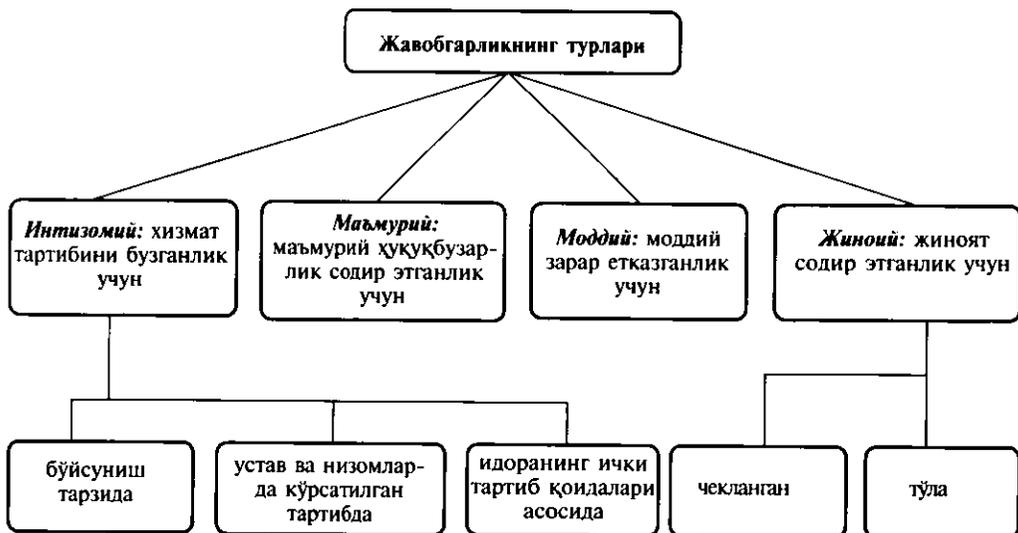 Жавобгарликнинг турлари
Интизомий: хизмат
тартибини бузганлик
учун
Маъмурий:
маъмурий ҳуқуқбузар-
лик содир этганлик
учун
Моддий: моддий
зарар етказганлик
учун
Жиноий: жиноят
содир этганлик учун
бўйсуниш
тарзида
устав ва низомлар-
да кўрсатилган
тартибда
идоранинг ички
тартиб қоидалари
асосида
чекланган
тўла